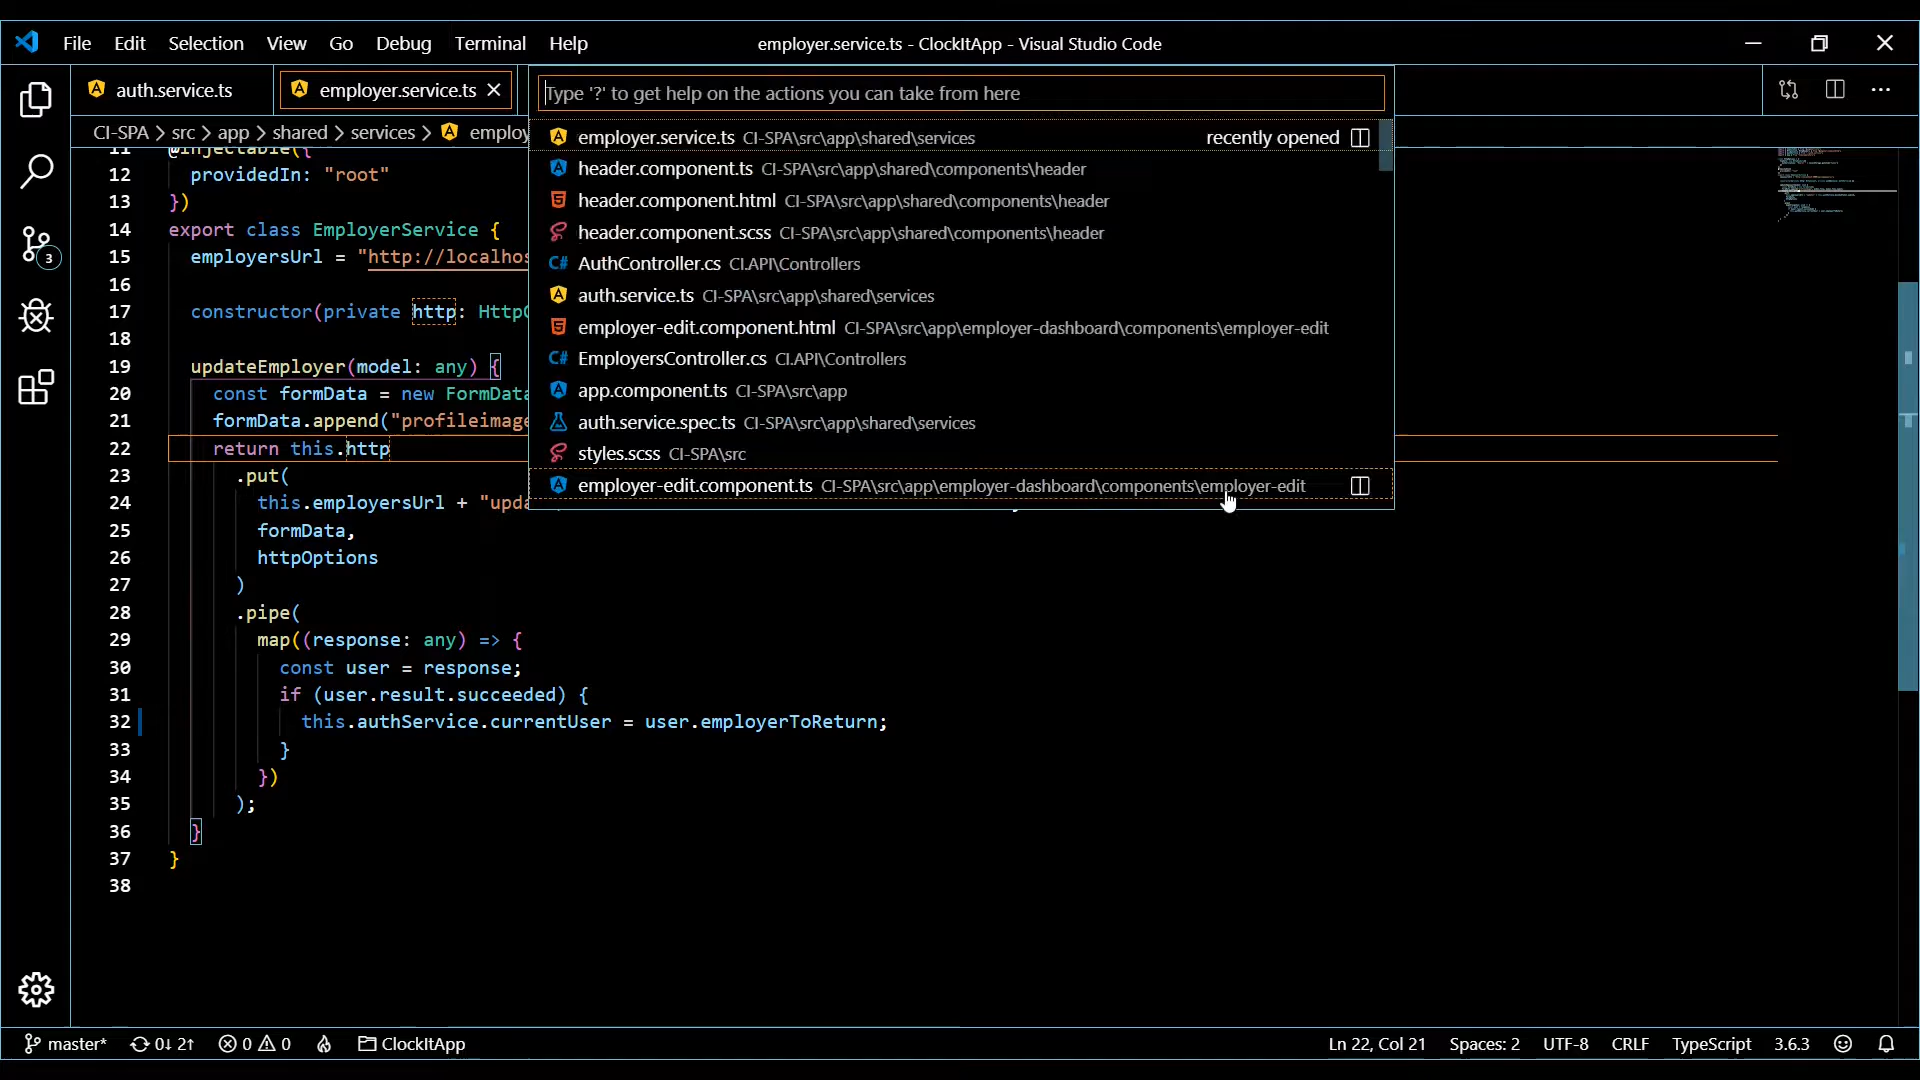 File Edit Selection View Go Debug Terminal Help employer.service.ts - ClockItApp - Visual Studio Code
auth.service.ts employer.service.ts
Type '?' to get help on the actions you can take from here
CI-SPA > src > app > shared > services > employ
employer.service.ts CI-SPA\src\app\shared\services recently opened
header.component.ts CI-SPA\src\app\shared\components\header
header.component.html CI-SPA\src\app\shared\components\header
header.component.scss CI-SPA\src\app\shared\components\header
AuthController.cs CI.API\Controllers
auth.service.ts CI-SPA\src\app\shared\services
employer-edit.component.html CI-SPA\src\app\employer-dashboard\components\employer-edit
EmployersController.cs CI.API\Controllers
app.component.ts CI-SPA\src\app
auth.service.spec.ts CI-SPA\src\app\shared\services
styles.scss CI-SPA\src
employer-edit.component.ts CI-SPA\src\app\employer-dashboard\components\employer-edit
11 @Injectable({
12 providedIn: "root"
13 })
14 export class EmployerService {
15 employersUrl = "http://localhos
16
17 constructor(private http: HttpC
18
19 updateEmployer(model: any) {
20 const formData = new FormData
21 formData.append("profileimage
22 return this.http
23 .put(
24 this.employersUrl + "upda
25 formData,
26 httpOptions
27 )
28 .pipe(
29 map((response: any) => {
30 const user = response;
31 if (user.result.succeeded) {
32 this.authService.currentUser = user.employerToReturn;
33 }
34 })
35 );
36 }
37 }
38
3
master* 0↓ 2↑ 0 0 ClockItApp Ln 22, Col 21 Spaces: 2 UTF-8 CRLF TypeScript 3.6.3